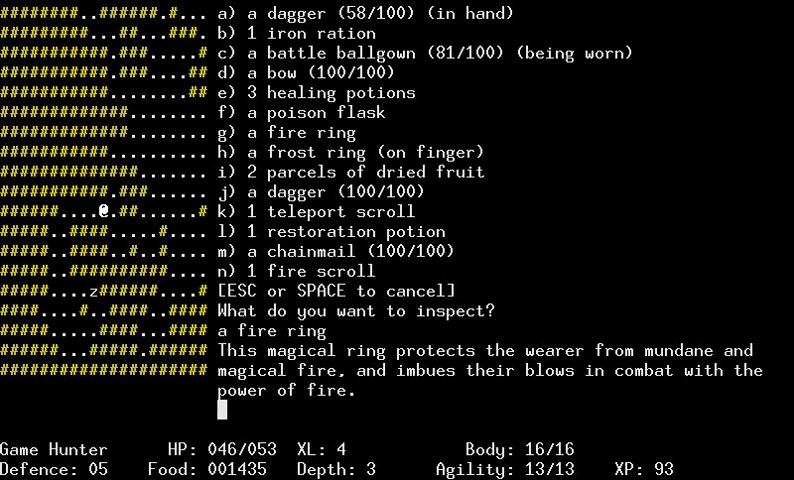 ########..######.#... a) a dagger (58/100) (in hand)
#########...##...###. b) 1 iron ration
###########.###.....# c) a battle ballgown (81/100) (being worn)
###########.###....## d) a bow (100/100)
###########........## e) 3 healing potions
#############........ f) a poison flask
#############........ g) a fire ring
###########.......... h) a frost ring (on finger)
##############....... i) 2 parcels of dried fruit
###########.###...... j) a dagger (100/100)
######....@.##......# k) 1 teleport scroll
#####..####.....#.... l) 1 restoration potion
#####..####..#..#.... m) a chainmail (100/100)
#####..##########.... n) 1 fire scroll
#####....z######....# [ESC or SPACE to cancel]
####....#..####..#### What do you want to inspect?
#####.....####...#### a fire ring
######...#####.###### This magical ring protects the wearer from mundane and
##################### magical fire, and imbues their blows in combat with the
power of fire.
Game Hunter HP: 046/053 XL: 4 Body: 16/16
Defence: 05 Food: 001435 Depth: 3 Agility: 13/13 XP: 93